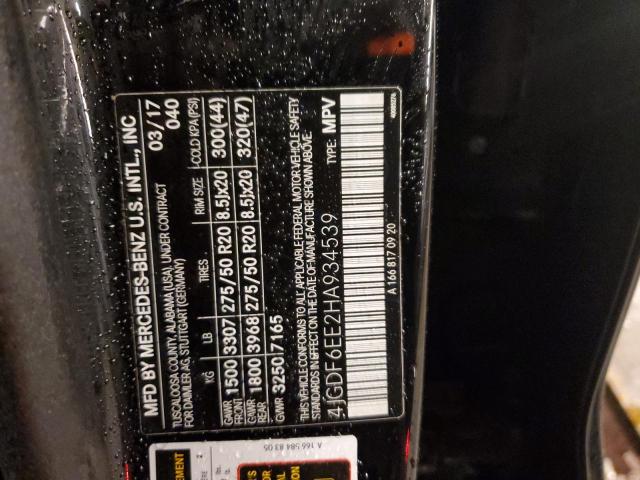 MFD BY MERCEDES-BENZ U.S. INTL., INC
TUSCALOOSA COUNTY, ALABAMA (USA), UNDER CONTRACT
FOR DAIMLER AG, STUTTGART (GERMANY)
03/17
040
KG LB TIRES RIM SIZE COLD KPA(PSI)
GAWR FRONT 1500 3307 275/50 R20 8.5Jx20 300(44)
GAWR REAR 1800 3968 275/50 R20 8.5Jx20 320(47)
GVWR 3250 7165
THIS VEHICLE CONFORMS TO ALL APPLICABLE FEDERAL MOTOR VEHICLE SAFETY
STANDARDS IN EFFECT ON THE DATE OF MANUFACTURE SHOWN ABOVE.
4JGDF6EE2HA934539 TYPE: MPV
A 166 817 09 20
A 166 584 83 05